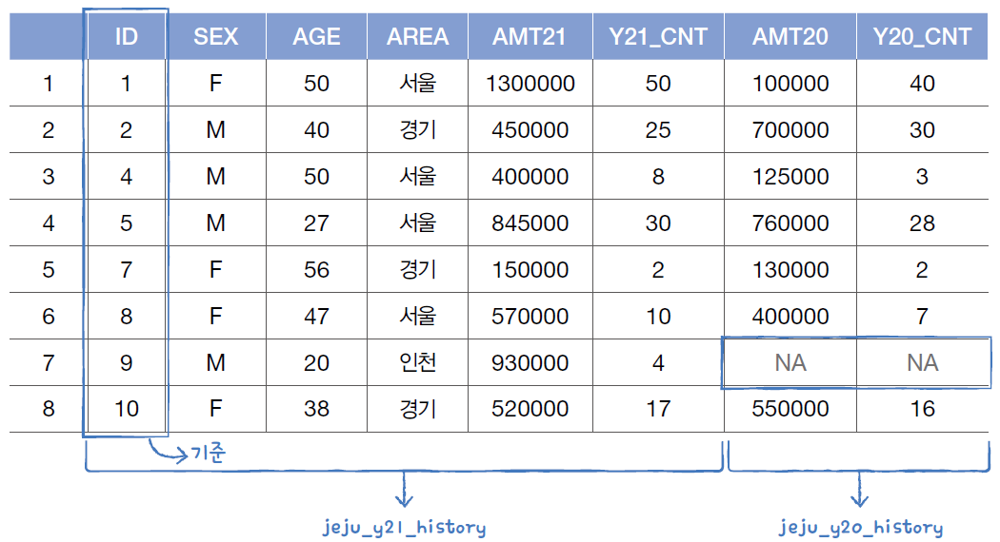 ID SEX AGE AREA AMT21 Y21_CNT AMT20 Y20_CNT
1 1 F 50 서울 1300000 50 100000 40
2 2 M 40 경기 450000 25 700000 30
3 4 M 50 서울 400000 8 125000 3
4 5 M 27 서울 845000 30 760000 28
5 7 F 56 경기 150000 2 130000 2
6 8 F 47 서울 570000 10 400000 7
7 9 M 20 인천 930000 4 NA NA
8 10 F 38 경기 520000 17 550000 16
기준
jeju_y21_history jeju_y20_history